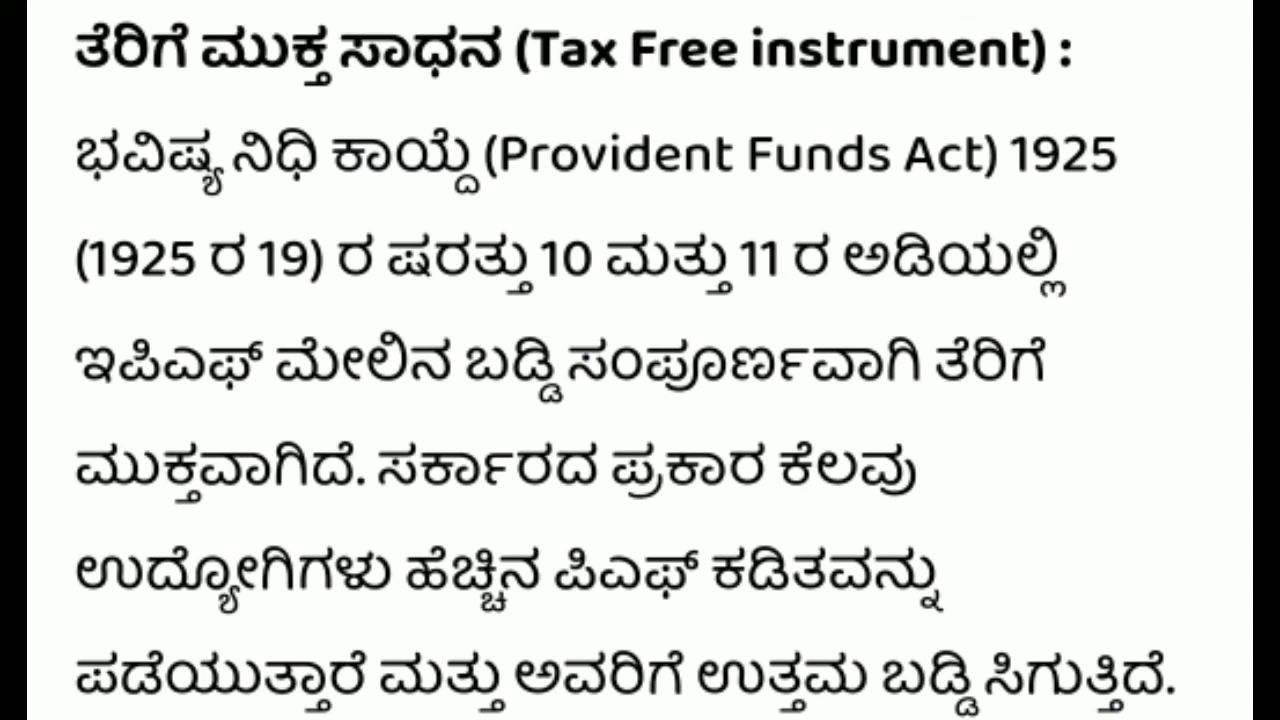 ತೆರಿಗೆ ಮುಕ್ತ ಸಾಧನ (Tax Free instrument) :
ಭವಿಷ್ಯ ನಿಧಿ ಕಾಯ್ದೆ (Provident Funds Act) 1925
(1925 ರ 19) ರ ಷರತ್ತು 10 ಮತ್ತು 11 ರ ಅಡಿಯಲ್ಲಿ
ಇಪಿಎಫ್ ಮೇಲಿನ ಬಡ್ಡಿ ಸಂಪೂರ್ಣವಾಗಿ ತೆರಿಗೆ
ಮುಕ್ತವಾಗಿದೆ. ಸರ್ಕಾರದ ಪ್ರಕಾರ ಕೆಲವು
ಉದ್ಯೋಗಿಗಳು ಹೆಚ್ಚಿನ ಪಿಎಫ್ ಕಡಿತವನ್ನು
ಪಡೆಯುತ್ತಾರೆ ಮತ್ತು ಅವರಿಗೆ ಉತ್ತಮ ಬಡ್ಡಿ ಸಿಗುತ್ತಿದೆ.